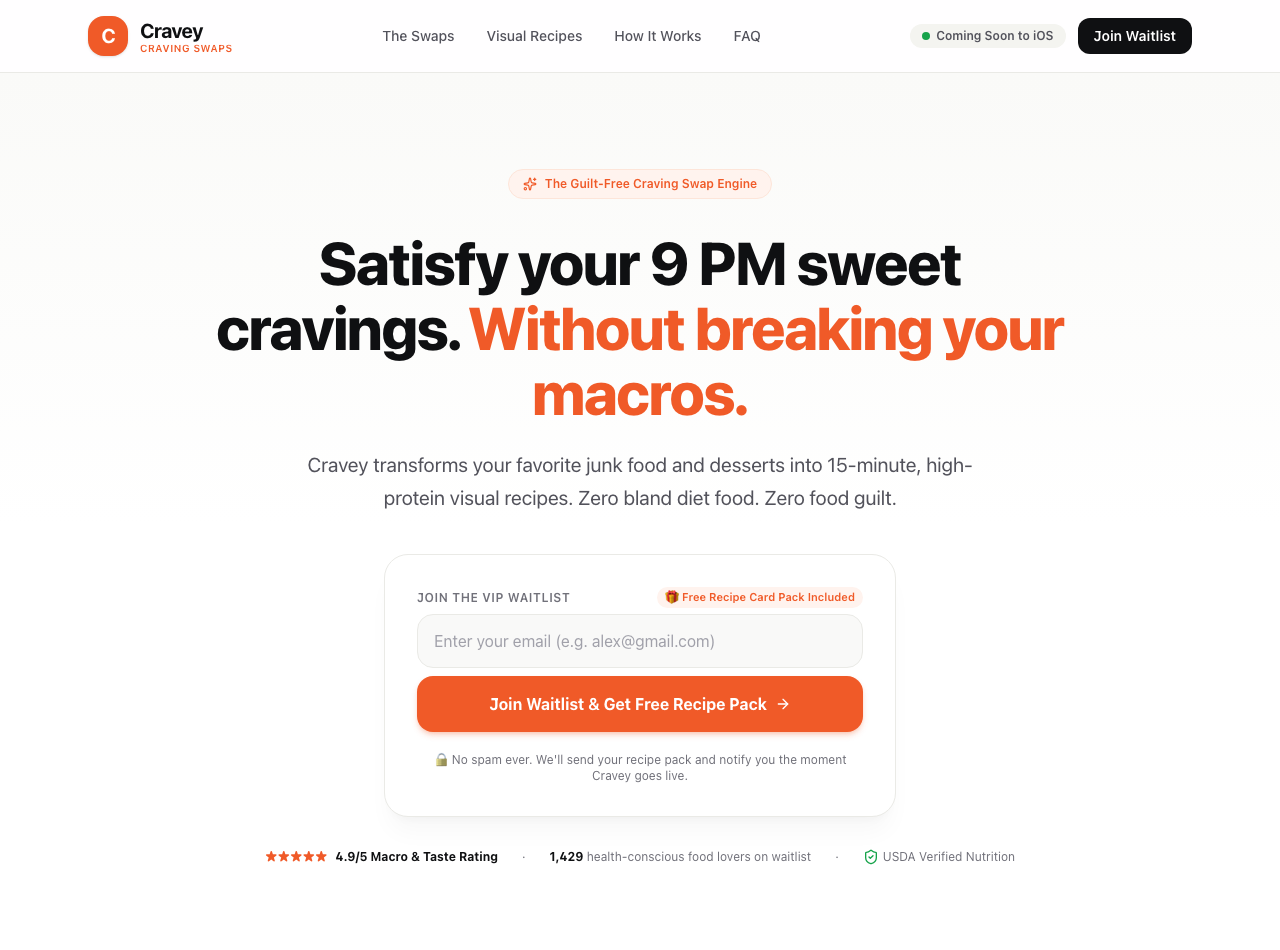 C
Cravey
CRAVING SWAPS
The Swaps
Visual Recipes
How It Works
FAQ
Coming Soon to iOS
Join Waitlist
The Guilt-Free Craving Swap Engine
Satisfy your 9 PM sweet
cravings. Without breaking your
macros.
Cravey transforms your favorite junk food and desserts into 15-minute, high-
protein visual recipes. Zero bland diet food. Zero food guilt.
JOIN THE VIP WAITLIST
🎁 Free Recipe Card Pack Included
Enter your email (e.g. alex@gmail.com)
Join Waitlist & Get Free Recipe Pack →
🔒 No spam ever. We'll send your recipe pack and notify you the moment
Cravey goes live.
★★★★★ 4.9/5 Macro & Taste Rating · 1,429 health-conscious food lovers on waitlist · USDA Verified Nutrition